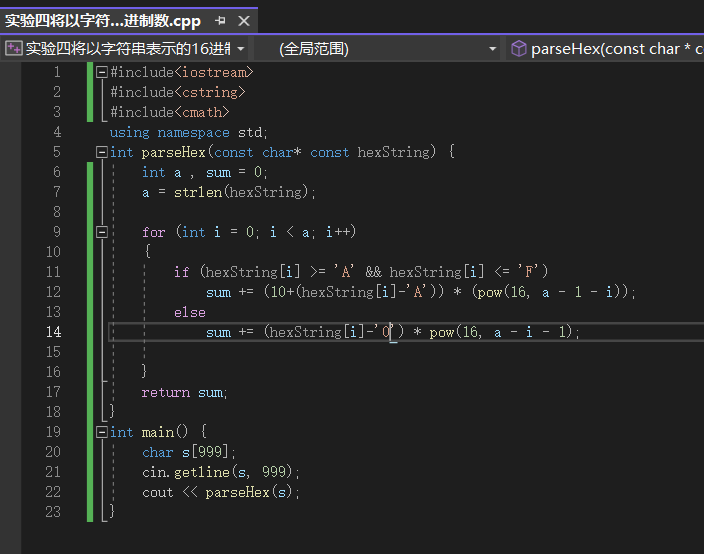 实验四将以字符...进制数.cpp
实验四将以字符串表示的16进制 (全局范围) parseHex(const char * c
1 #include<iostream>
2 #include<cstring>
3 #include<cmath>
4 using namespace std;
5 int parseHex(const char* const hexString) {
6 int a , sum = 0;
7 a = strlen(hexString);
8
9 for (int i = 0; i < a; i++)
10 {
11 if (hexString[i] >= 'A' && hexString[i] <= 'F')
12 sum += (10+(hexString[i]-'A')) * (pow(16, a - 1 - i));
13 else
14 sum += (hexString[i]-'0') * pow(16, a - i - 1);
15
16 }
17 return sum;
18 }
19 int main() {
20 char s[999];
21 cin.getline(s, 999);
22 cout << parseHex(s);
23 }